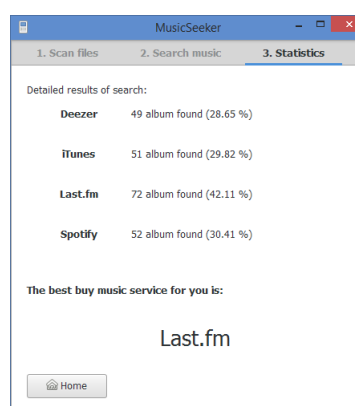 MusicSeeker
1. Scan files 2. Search music 3. Statistics
Detailed results of search:
Deezer 49 album found (28.65 %)
iTunes 51 album found (29.82 %)
Last.fm 72 album found (42.11 %)
Spotify 52 album found (30.41 %)
The best buy music service for you is:
Last.fm
Home